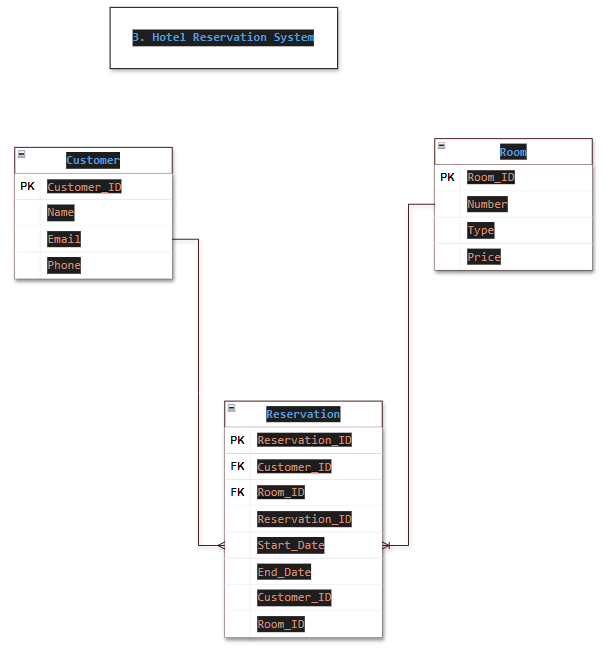 3. Hotel Reservation System
Customer
PK Customer_ID
Name
Email
Phone
Room
PK Room_ID
Number
Type
Price
Reservation
PK Reservation_ID
FK Customer_ID
FK Room_ID
Reservation_ID
Start_Date
End_Date
Customer_ID
Room_ID